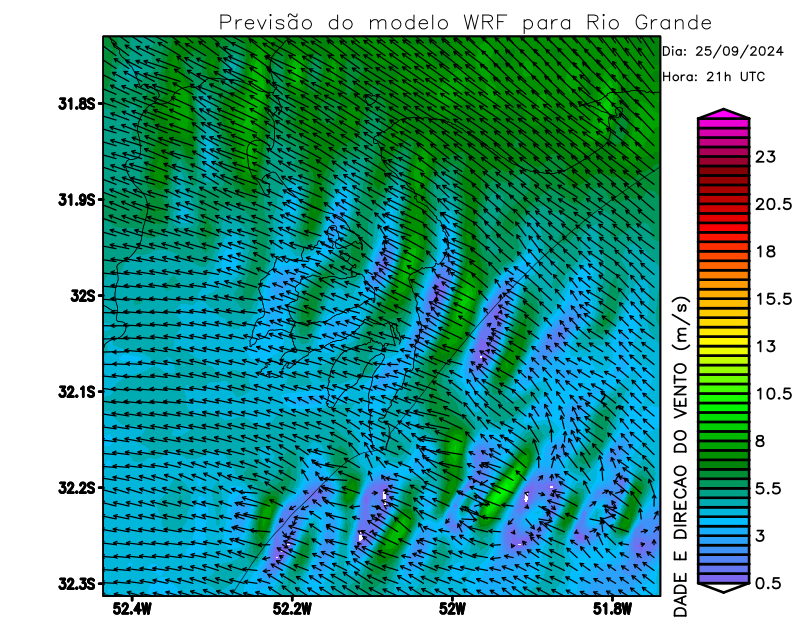 Previsão do modelo WRF para Rio Grande
Dia: 25/09/2024
Hora: 21h UTC
31.8S
31.9S
32S
32.1S
32.2S
32.3S
52.4W
52.2W
52W
51.8W
23
20.5
18
15.5
13
10.5
8
5.5
3
0.5
DADE E DIRECAO DO VENTO (m/s)